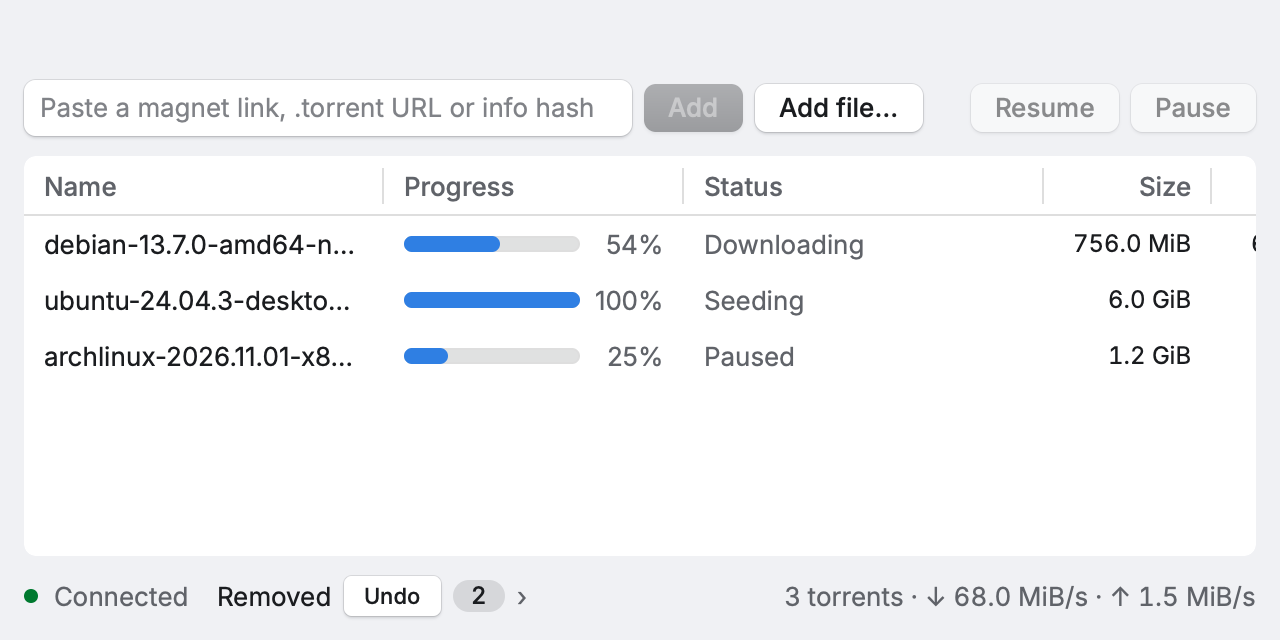 Paste a magnet link, .torrent URL or info hash Add Add file... Resume Pause
Name Progress Status Size
debian-13.7.0-amd64-n... 54% Downloading 756.0 MiB
ubuntu-24.04.3-deskto... 100% Seeding 6.0 GiB
archlinux-2026.11.01-x8... 25% Paused 1.2 GiB
Connected Removed Undo 2 › 3 torrents · ↓ 68.0 MiB/s · ↑ 1.5 MiB/s